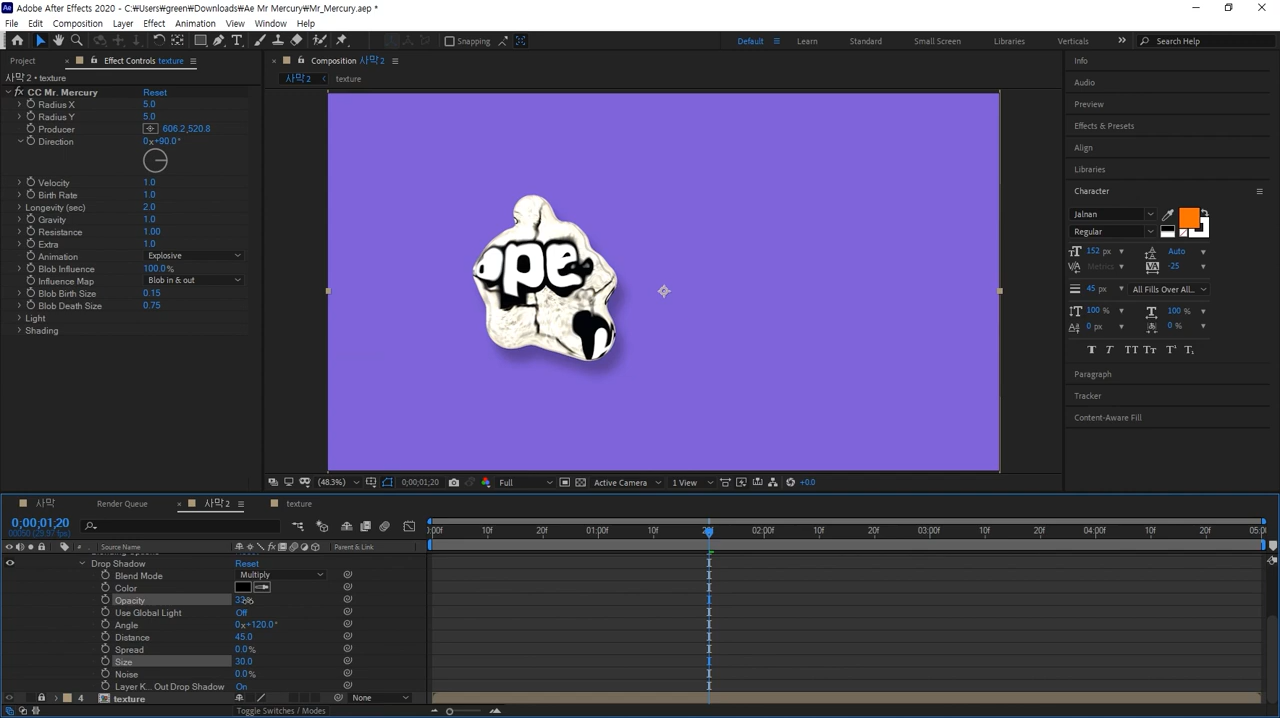 Adobe After Effects 2020 - C:₩Users₩green₩Downloads₩Ae Mr Mercury₩Mr_Mercury.aep *
File Edit Composition Layer Effect Animation View Window Help
Snapping
Default Learn Standard Small Screen Libraries Verticals Search Help
Project Effect Controls texture
사막 2 • texture
CC Mr. Mercury Reset
Radius X 5.0
Radius Y 5.0
Producer 606.2,520.8
Direction 0x+90.0°
Velocity 1.0
Birth Rate 1.0
Longevity (sec) 2.0
Gravity 1.0
Resistance 1.00
Extra 1.0
Animation Explosive
Blob Influence 100.0%
Influence Map Blob in & out
Blob Birth Size 0.15
Blob Death Size 0.75
Light
Shading
Composition 사막 2
사막 2 texture
ope
(48.3%) 0;00;01;20 Full Active Camera 1 View +0.0
Info
Audio
Preview
Effects & Presets
Align
Libraries
Character
Jalnan
Regular
152 px Auto
Metrics -25
45 px All Fills Over All...
100 % 100 %
0 px 0 %
T T TT Tт T¹ T₁
Paragraph
Tracker
Content-Aware Fill
사막 Render Queue 사막 2 texture
0;00;01;20
00050 (29.97 fps)
# Source Name Parent & Link
:00f 10f 20f 01:00f 10f 20f 02:00f 10f 20f 03:00f 10f 20f 04:00f 10f 20f 05:0
Drop Shadow Reset
Blend Mode Multiply
Color
Opacity
Use Global Light Off
Angle 0x+120.0°
Distance 45.0
Spread 0.0%
Size 30.0
Noise 0.0%
Layer K... Out Drop Shadow On
4 texture None
Toggle Switches / Modes